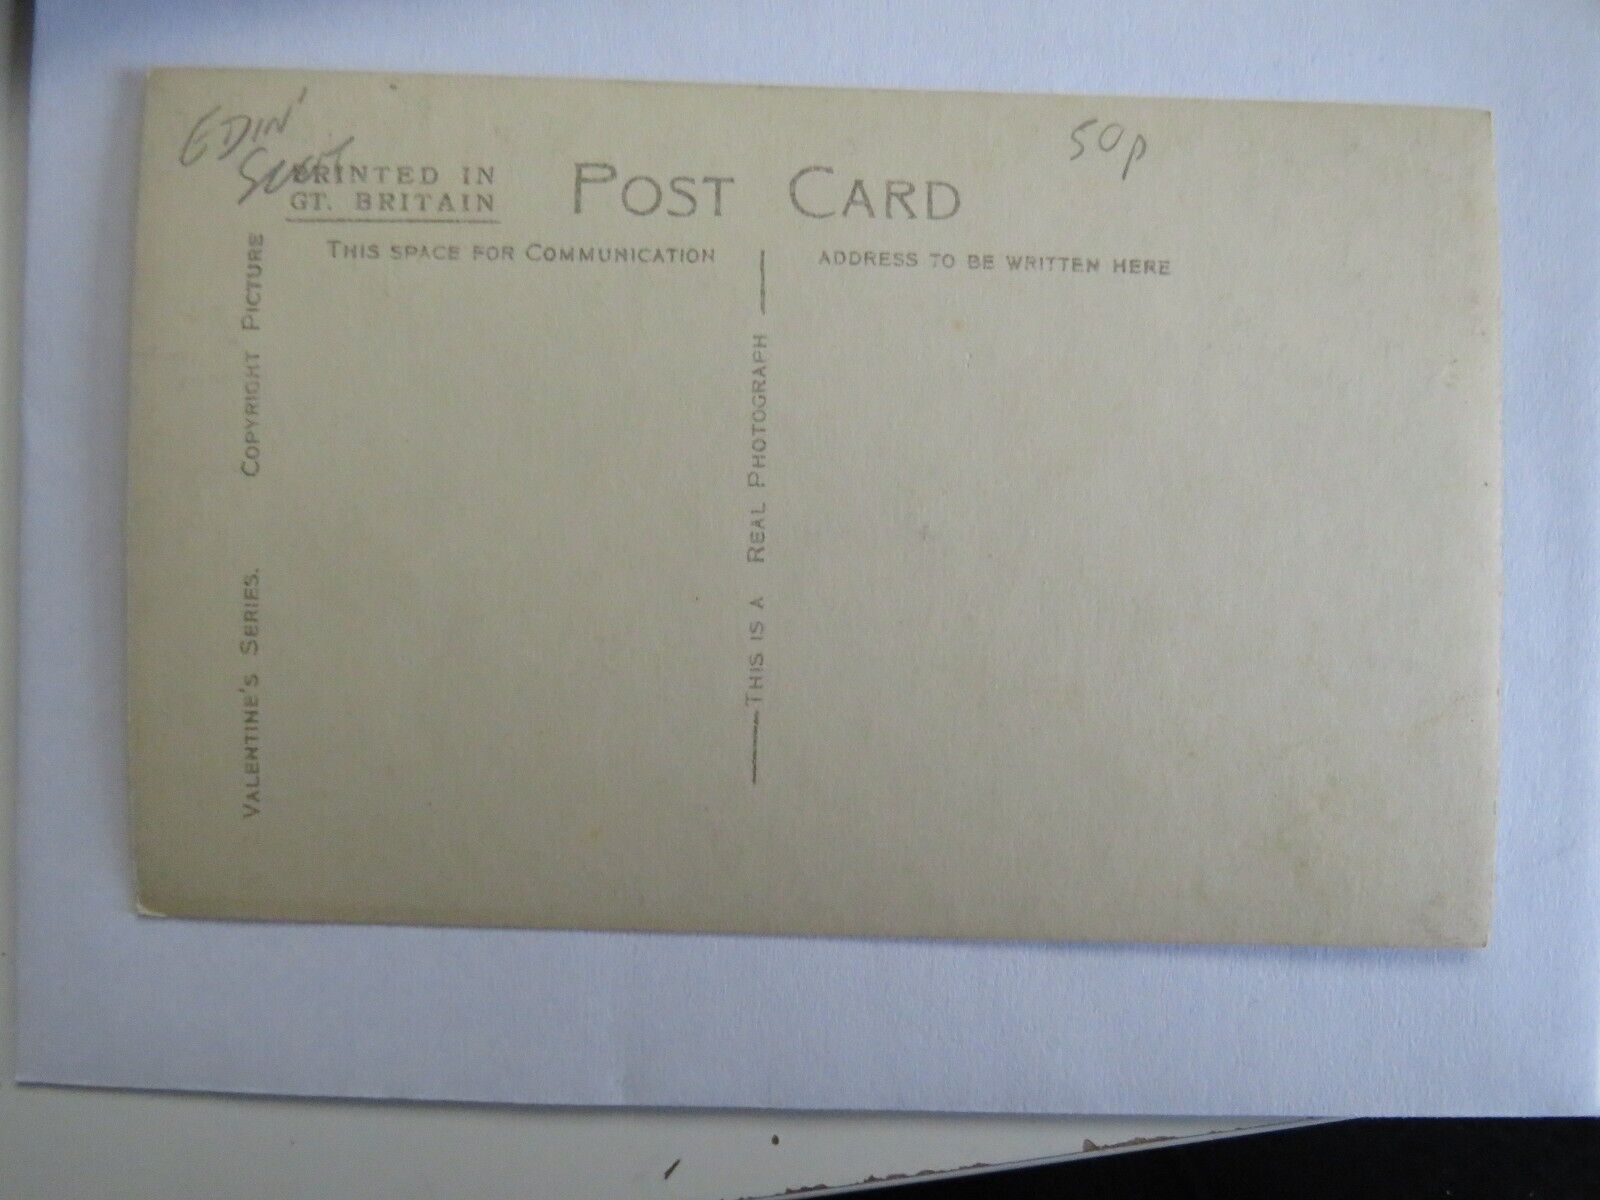 EDIN'
50p
PRINTED IN
GT. BRITAIN
POST CARD
THIS SPACE FOR COMMUNICATION
ADDRESS TO BE WRITTEN HERE
VALENTINE'S SERIES. COPYRIGHT PICTURE
THIS IS A REAL PHOTOGRAPH